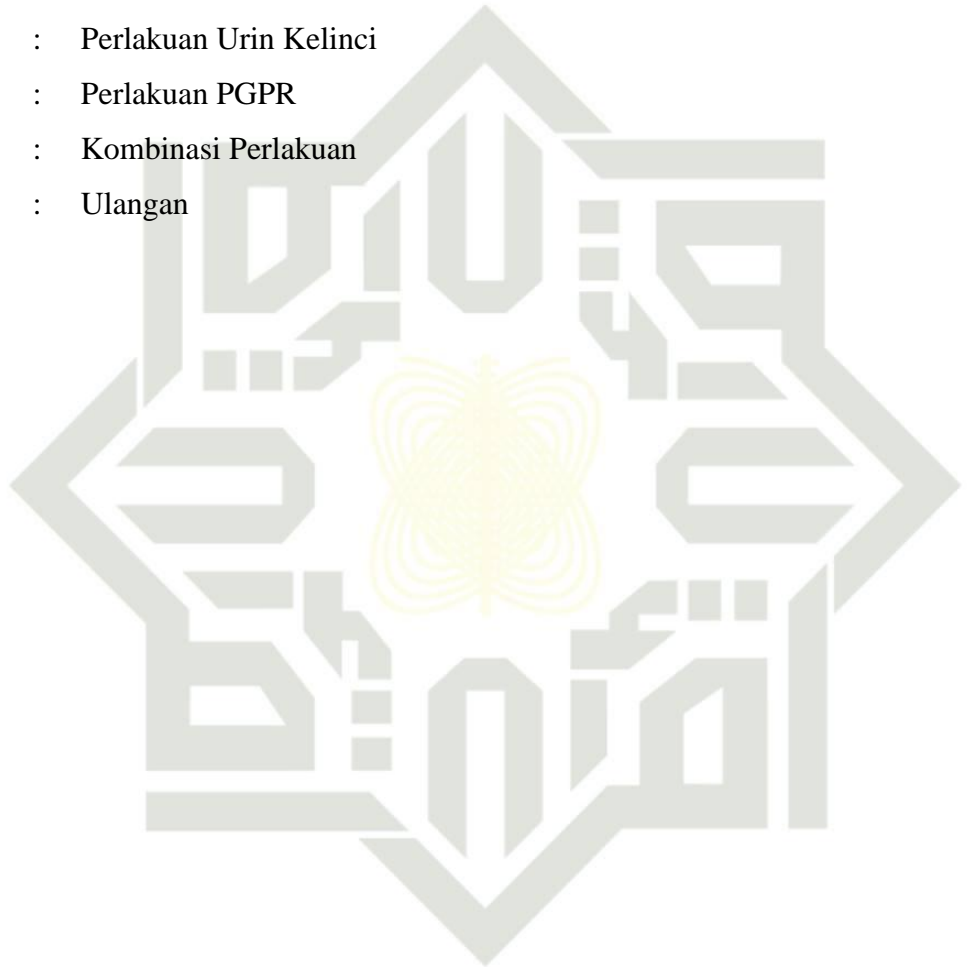 : Perlakuan Urin Kelinci
: Perlakuan PGPR
: Kombinasi Perlakuan
: Ulangan